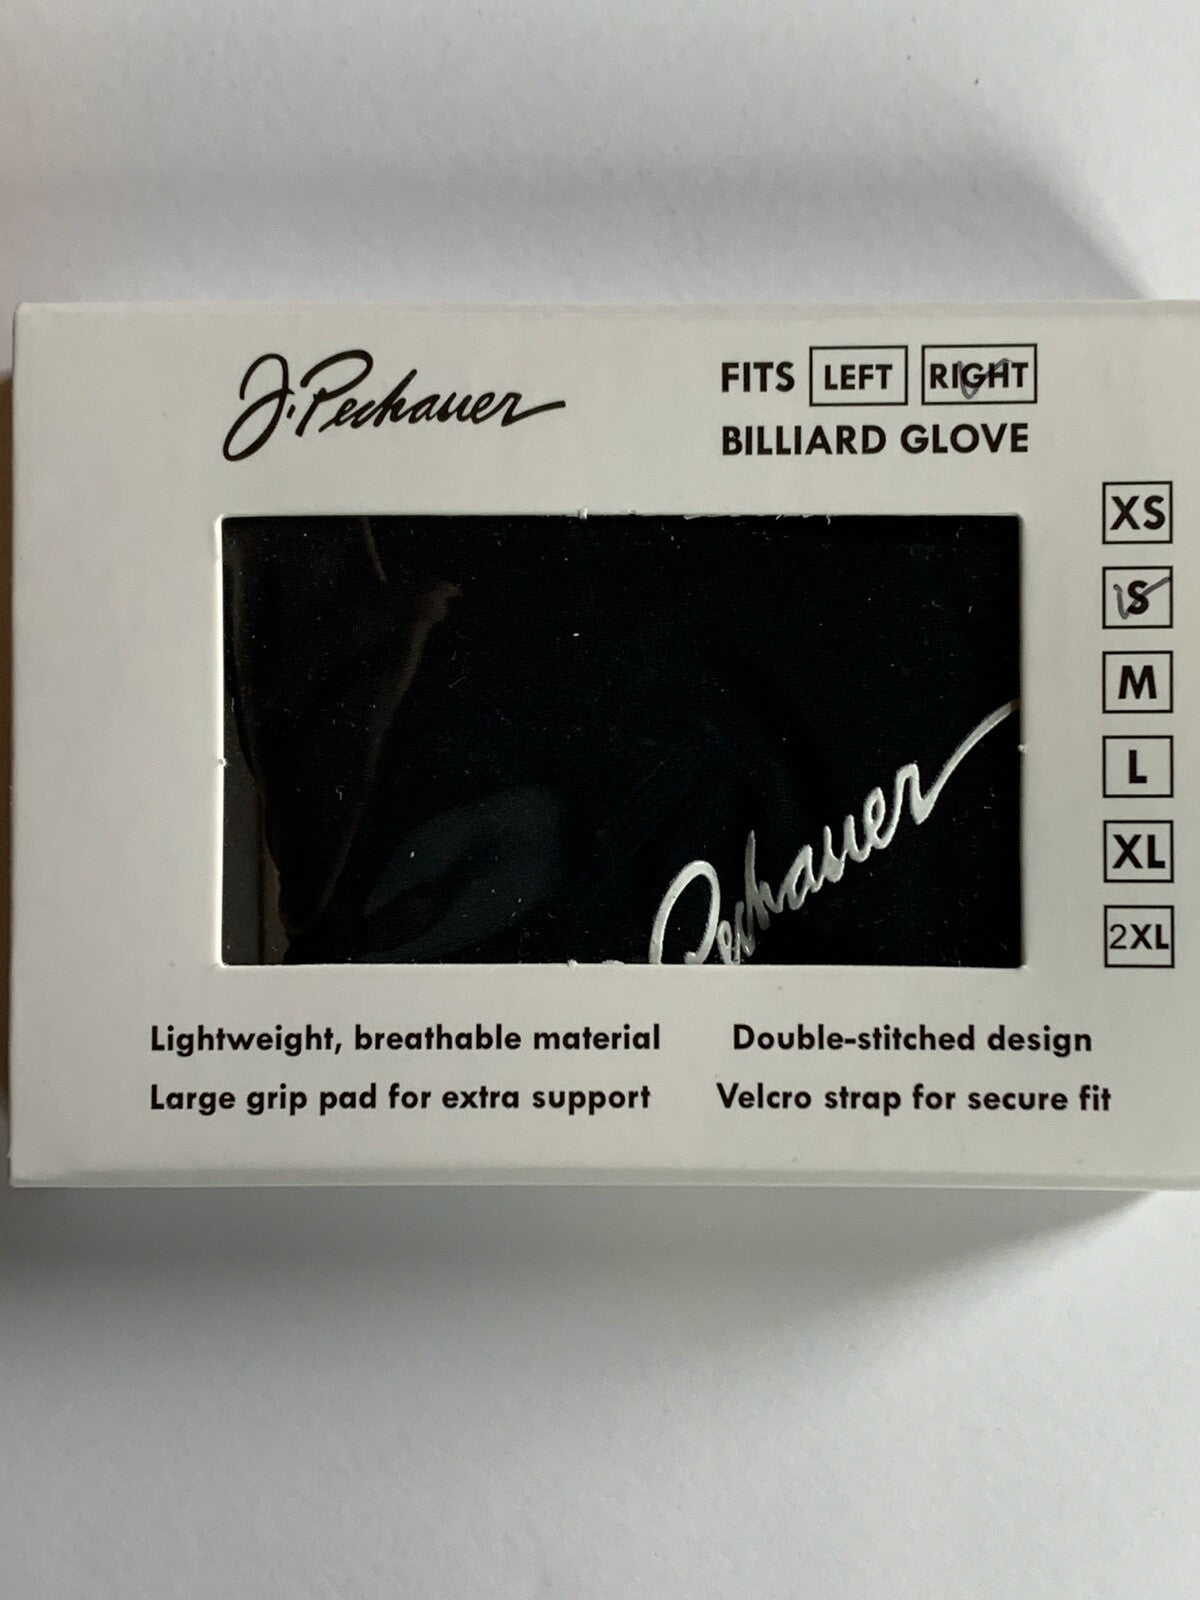 J. Pechauer
FITS LEFT RIGHT
BILLIARD GLOVE
XS
S
M
L
XL
2XL
Pechauer
Lightweight, breathable material
Double-stitched design
Large grip pad for extra support
Velcro strap for secure fit